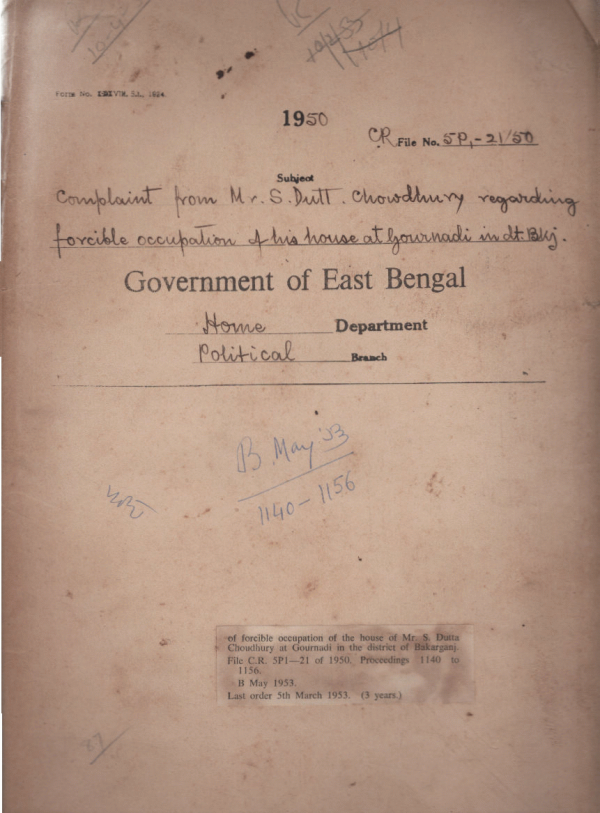 1950
CR File No. 5P,-21/50
Subject
Complaint from Mr. S. Dutt. Chowdhury regarding
forcible occupation of his house at Gournadi in dt. Bkj.
Government of East Bengal
Home Department
Political Branch
B May '53
1140 - 1156
of forcible occupation of the house of Mr. S. Dutta
Choudhury at Gournadi in the district of Bakarganj.
File C.R. 5P1—21 of 1950. Proceedings 1140 to
1156.
B May 1953.
Last order 5th March 1953. (3 years.)